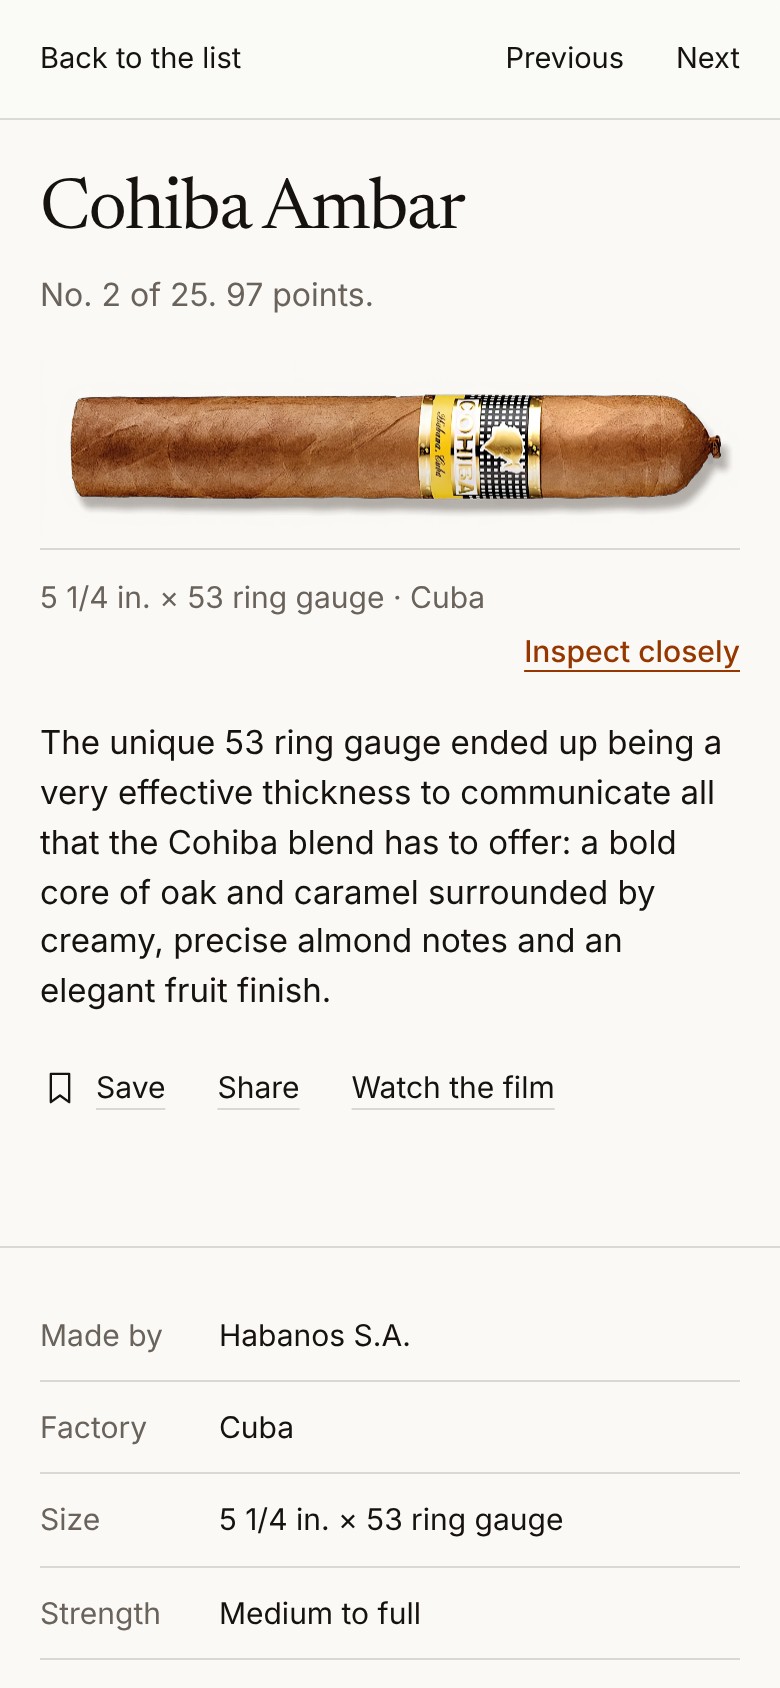 Back to the list
Previous
Next
Cohiba Ambar
No. 2 of 25. 97 points.
Habana, Cuba
COHIBA
5 1/4 in. × 53 ring gauge · Cuba
Inspect closely
The unique 53 ring gauge ended up being a
very effective thickness to communicate all
that the Cohiba blend has to offer: a bold
core of oak and caramel surrounded by
creamy, precise almond notes and an
elegant fruit finish.
Save
Share
Watch the film
Made by
Habanos S.A.
Factory
Cuba
Size
5 1/4 in. × 53 ring gauge
Strength
Medium to full